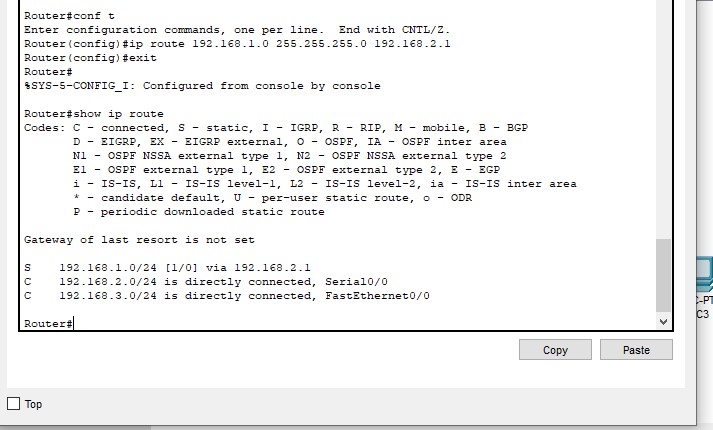 Router#conf t
Enter configuration commands, one per line.  End with CNTL/Z.
Router(config)#ip route 192.168.1.0 255.255.255.0 192.168.2.1
Router(config)#exit
Router#
%SYS-5-CONFIG_I: Configured from console by console
Router#show ip route
Codes: C - connected, S - static, I - IGRP, R - RIP, M - mobile, B - BGP
D - EIGRP, EX - EIGRP external, O - OSPF, IA - OSPF inter area
N1 - OSPF NSSA external type 1, N2 - OSPF NSSA external type 2
E1 - OSPF external type 1, E2 - OSPF external type 2, E - EGP
i - IS-IS, L1 - IS-IS level-1, L2 - IS-IS level-2, ia - IS-IS inter area
* - candidate default, U - per-user static route, o - ODR
P - periodic downloaded static route
Gateway of last resort is not set
S    192.168.1.0/24 [1/0] via 192.168.2.1
C    192.168.2.0/24 is directly connected, Serial0/0
C    192.168.3.0/24 is directly connected, FastEthernet0/0
Router#
Copy
Paste
Top
-PT
C3